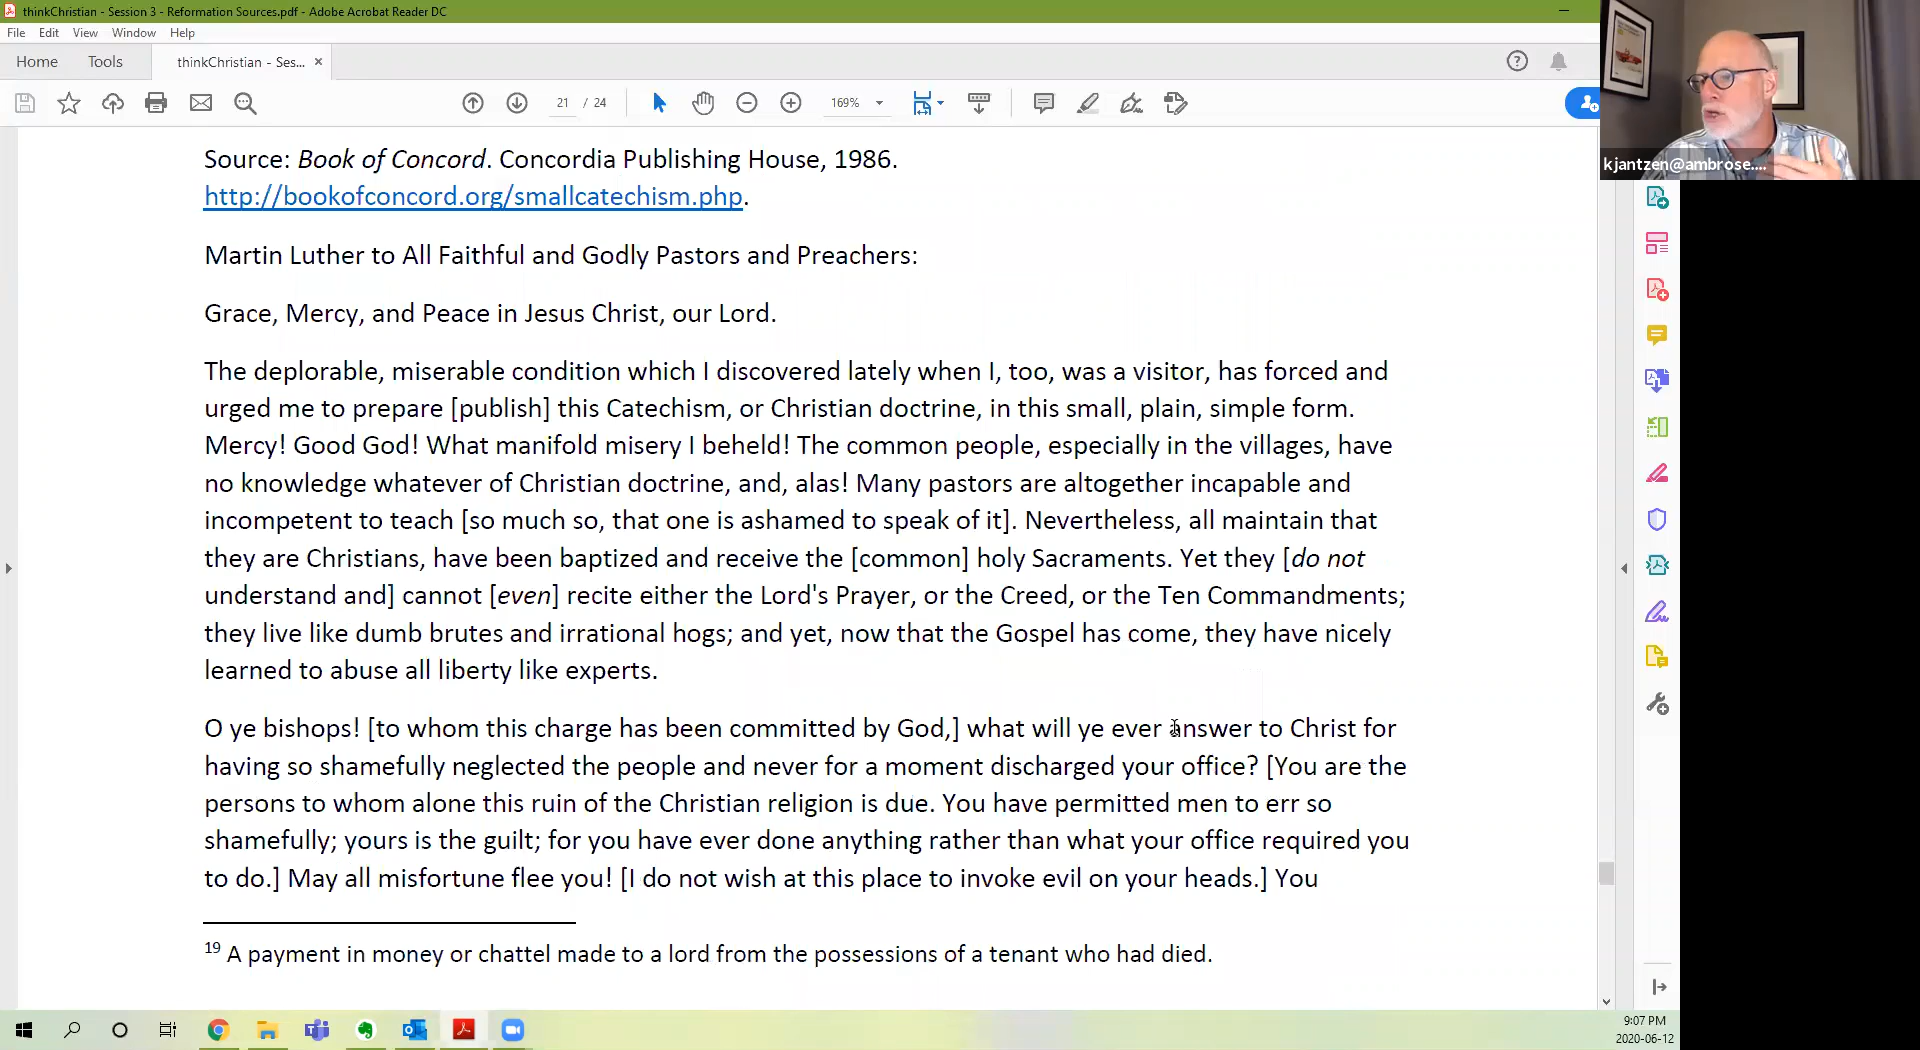 thinkChristian - Session 3 - Reformation Sources.pdf - Adobe Acrobat Reader DC
File Edit View Window Help
Home Tools thinkChristian - Ses... ×
21 / 24 169%
kjantzen@ambrose....
Source: Book of Concord. Concordia Publishing House, 1986.
http://bookofconcord.org/smallcatechism.php.
Martin Luther to All Faithful and Godly Pastors and Preachers:
Grace, Mercy, and Peace in Jesus Christ, our Lord.
The deplorable, miserable condition which I discovered lately when I, too, was a visitor, has forced and
urged me to prepare [publish] this Catechism, or Christian doctrine, in this small, plain, simple form.
Mercy! Good God! What manifold misery I beheld! The common people, especially in the villages, have
no knowledge whatever of Christian doctrine, and, alas! Many pastors are altogether incapable and
incompetent to teach [so much so, that one is ashamed to speak of it]. Nevertheless, all maintain that
they are Christians, have been baptized and receive the [common] holy Sacraments. Yet they [do not
understand and] cannot [even] recite either the Lord's Prayer, or the Creed, or the Ten Commandments;
they live like dumb brutes and irrational hogs; and yet, now that the Gospel has come, they have nicely
learned to abuse all liberty like experts.
O ye bishops! [to whom this charge has been committed by God,] what will ye ever answer to Christ for
having so shamefully neglected the people and never for a moment discharged your office? [You are the
persons to whom alone this ruin of the Christian religion is due. You have permitted men to err so
shamefully; yours is the guilt; for you have ever done anything rather than what your office required you
to do.] May all misfortune flee you! [I do not wish at this place to invoke evil on your heads.] You
19 A payment in money or chattel made to a lord from the possessions of a tenant who had died.
9:07 PM
2020-06-12